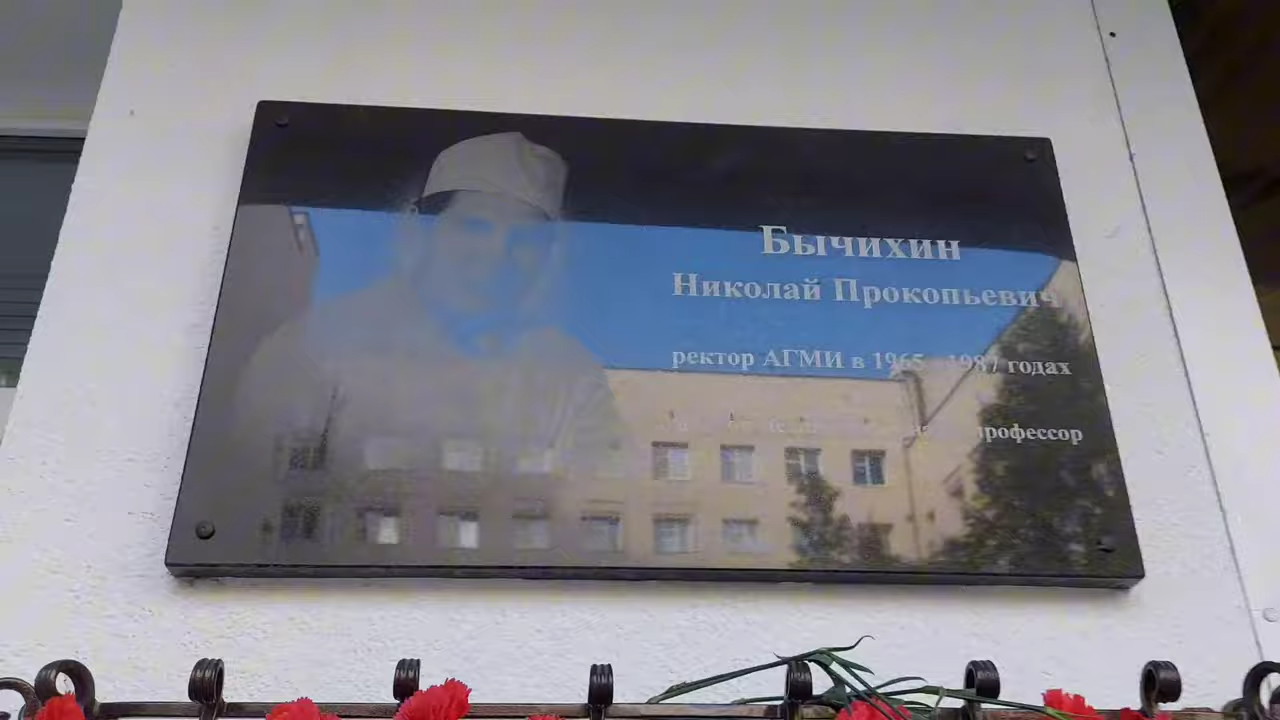 Бычихин
Николай Прокопьевич
ректор АГМИ в 1965 - 1987 годах
профессор